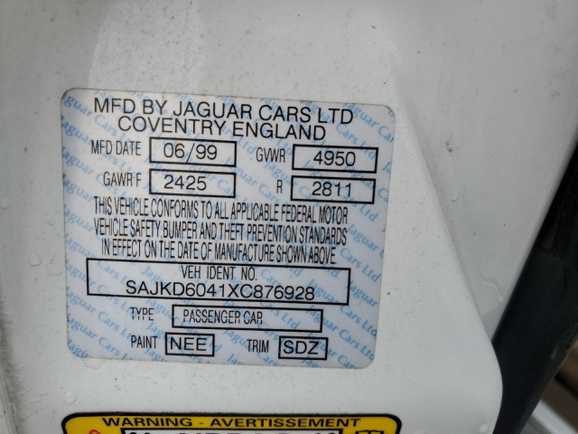 MFD BY JAGUAR CARS LTD
COVENTRY ENGLAND
MFD DATE 06/99 GVWR 4950
GAWR F 2425 R 2811
THIS VEHICLE CONFORMS TO ALL APPLICABLE FEDERAL MOTOR
VEHICLE SAFETY BUMPER AND THEFT PREVENTION STANDARDS
IN EFFECT ON THE DATE OF MANUFACTURE SHOWN ABOVE
VEH IDENT NO.
SAJKD6041XC876928
TYPE PASSENGER CAR
PAINT NEE TRIM SDZ
WARNING - AVERTISSEMENT